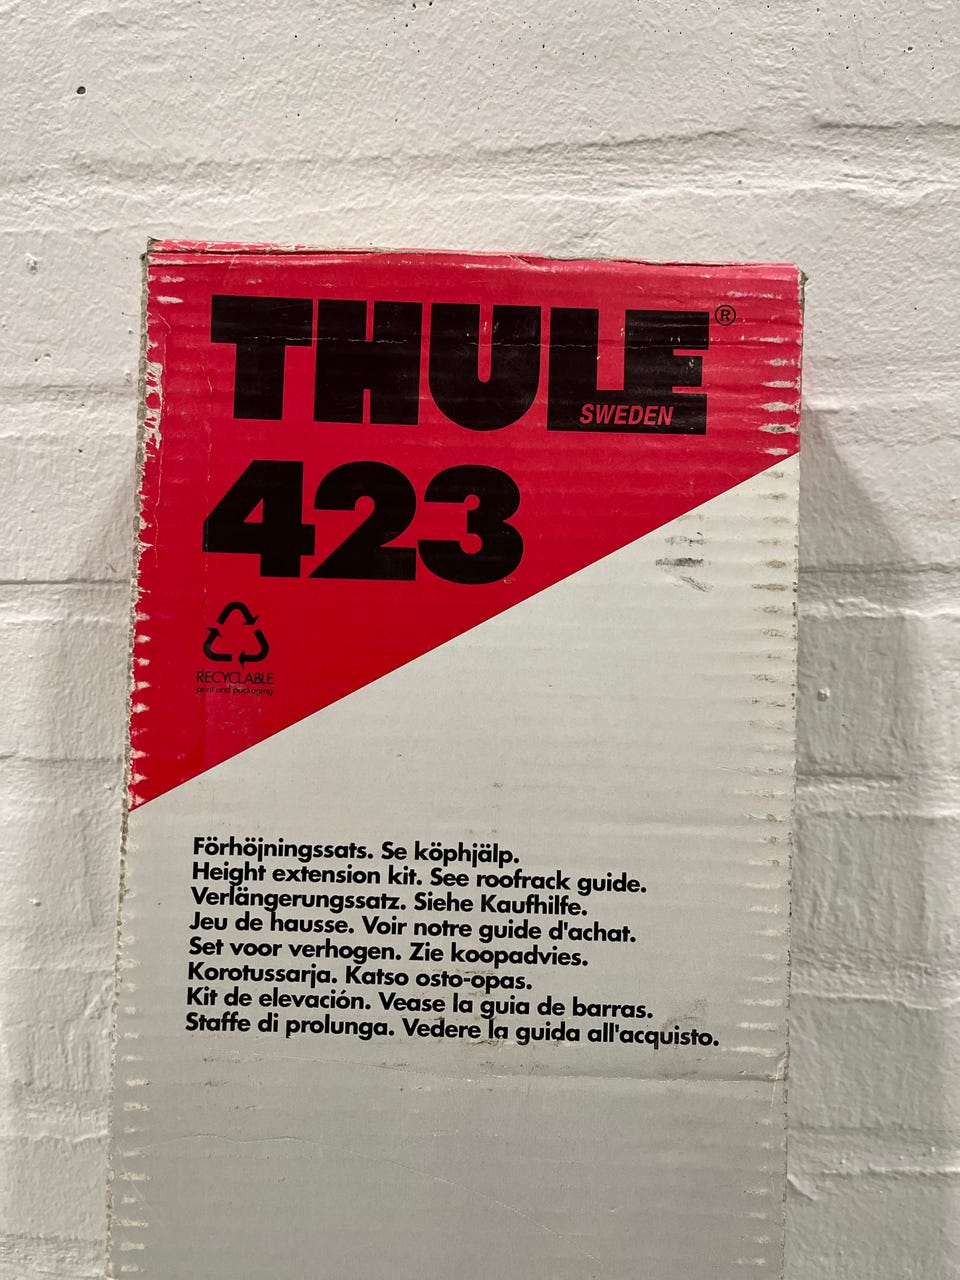 THULE®
SWEDEN
423
RECYCLABLE
print and packaging
Förhöjningssats. Se köphjälp.
Height extension kit. See roofrack guide.
Verlängerungssatz. Siehe Kaufhilfe.
Jeu de hausse. Voir notre guide d'achat.
Set voor verhogen. Zie koopadvies.
Korotussarja. Katso osto-opas.
Kit de elevación. Vease la guia de barras.
Staffe di prolunga. Vedere la guida all'acquisto.